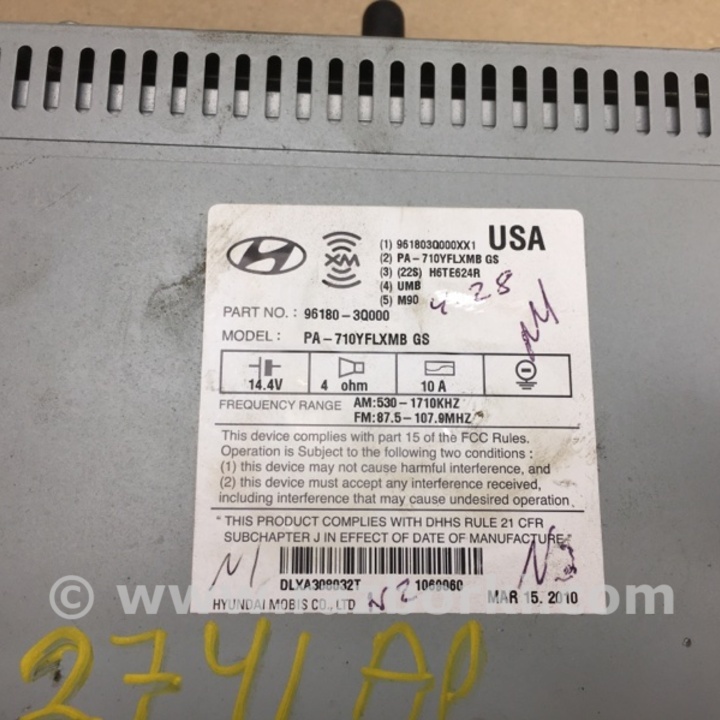 (1) 961803Q000XX1 USA
(2) PA-710YFLXMB GS
XM
(3) (22S) H6TE624R
(4) UMB
(5) M90
4-28
PART NO. : 96180-3Q000
MODEL : PA-710YFLXMB GS
14.4V 4 ohm 10 A
FREQUENCY RANGE AM:530-1710KHZ
FM:87.5-107.9MHZ
This device complies with part 15 of the FCC Rules.
Operation is Subject to the following two conditions :
(1) this device may not cause harmful interference, and
(2) this device must accept any interference received,
including interference that may cause undesired operation
" THIS PRODUCT COMPLIES WITH DHHS RULE 21 CFR
SUBCHAPTER J IN EFFECT OF DATE OF MANUFACTURE"
N1 N3
DLXA308032T 1069060
HYUNDAI MOBIS CO., LTD N2 MAR 15. 2010
2741AP